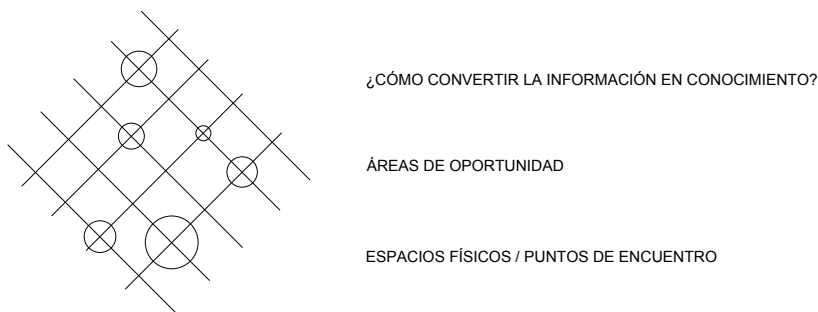 ¿CÓMO CONVERTIR LA INFORMACIÓN EN CONOCIMIENTO?
ÁREAS DE OPORTUNIDAD
ESPACIOS FÍSICOS / PUNTOS DE ENCUENTRO